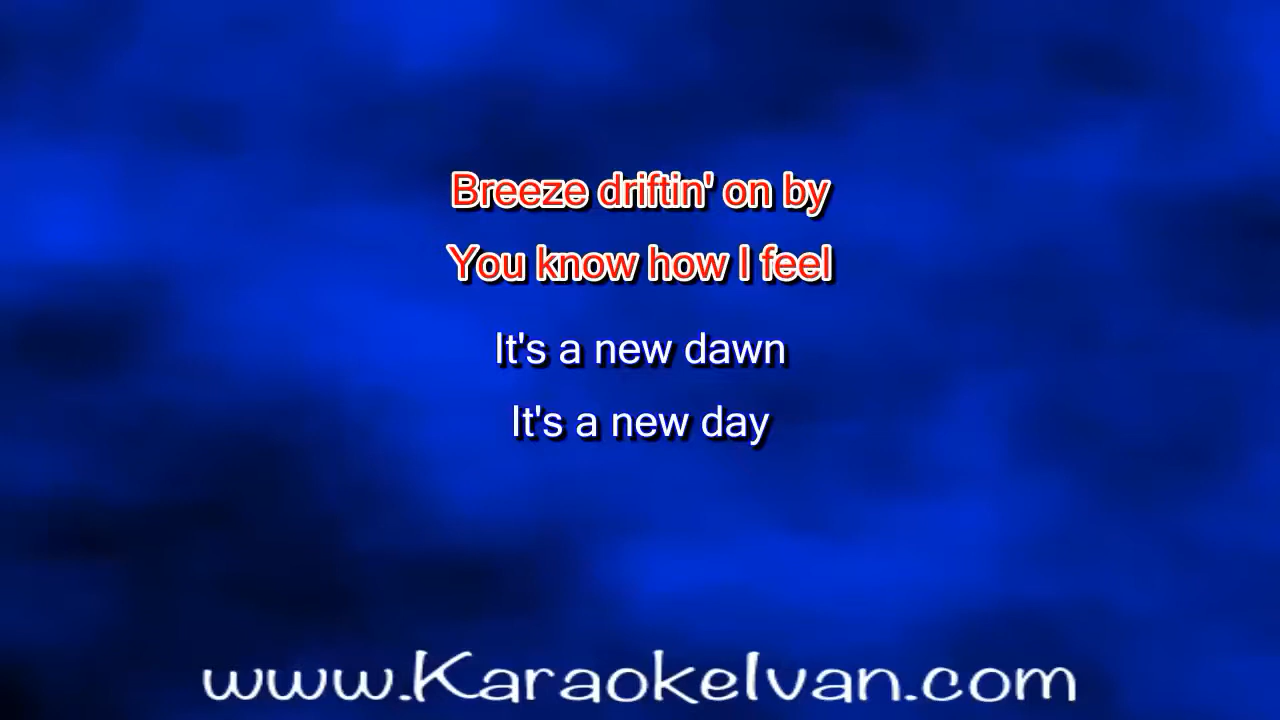 Breeze driftin' on by
You know how I feel
It's a new dawn
It's a new day
www.KaraokeIvan.com